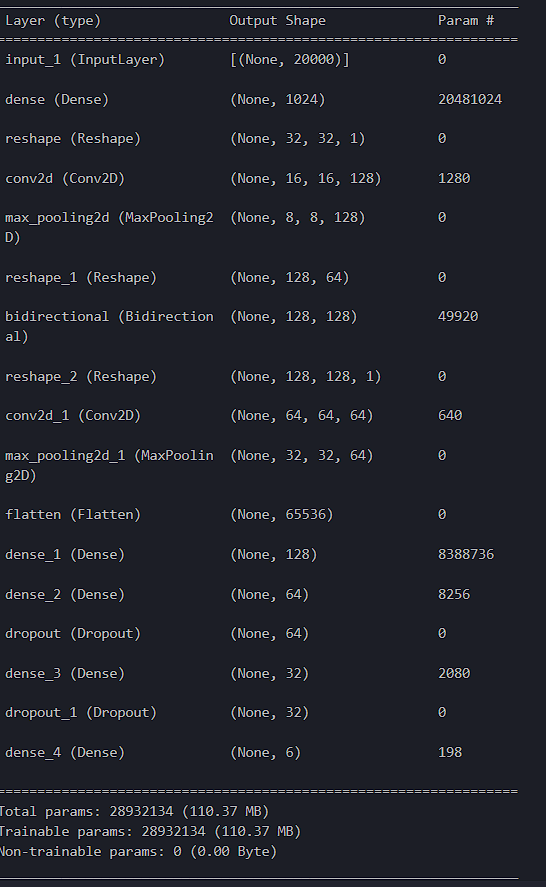 Layer (type) Output Shape Param #
=================================================================
input_1 (InputLayer) [(None, 20000)] 0
dense (Dense) (None, 1024) 20481024
reshape (Reshape) (None, 32, 32, 1) 0
conv2d (Conv2D) (None, 16, 16, 128) 1280
max_pooling2d (MaxPooling2 (None, 8, 8, 128) 0
D)
reshape_1 (Reshape) (None, 128, 64) 0
bidirectional (Bidirection (None, 128, 128) 49920
al)
reshape_2 (Reshape) (None, 128, 128, 1) 0
conv2d_1 (Conv2D) (None, 64, 64, 64) 640
max_pooling2d_1 (MaxPoolin (None, 32, 32, 64) 0
g2D)
flatten (Flatten) (None, 65536) 0
dense_1 (Dense) (None, 128) 8388736
dense_2 (Dense) (None, 64) 8256
dropout (Dropout) (None, 64) 0
dense_3 (Dense) (None, 32) 2080
dropout_1 (Dropout) (None, 32) 0
dense_4 (Dense) (None, 6) 198
=================================================================
Total params: 28932134 (110.37 MB)
Trainable params: 28932134 (110.37 MB)
Non-trainable params: 0 (0.00 Byte)